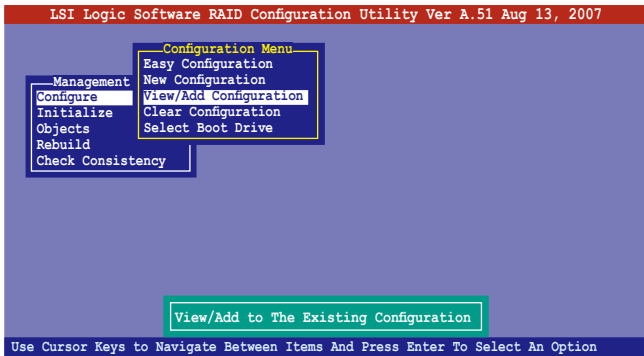 LSI Logic Software RAID Configuration Utility Ver A.51 Aug 13, 2007
Configuration Menu
Easy Configuration
New Configuration
View/Add Configuration
Clear Configuration
Select Boot Drive
Management
Configure
Initialize
Objects
Rebuild
Check Consistency
View/Add to The Existing Configuration
Use Cursor Keys to Navigate Between Items And Press Enter To Select An Option